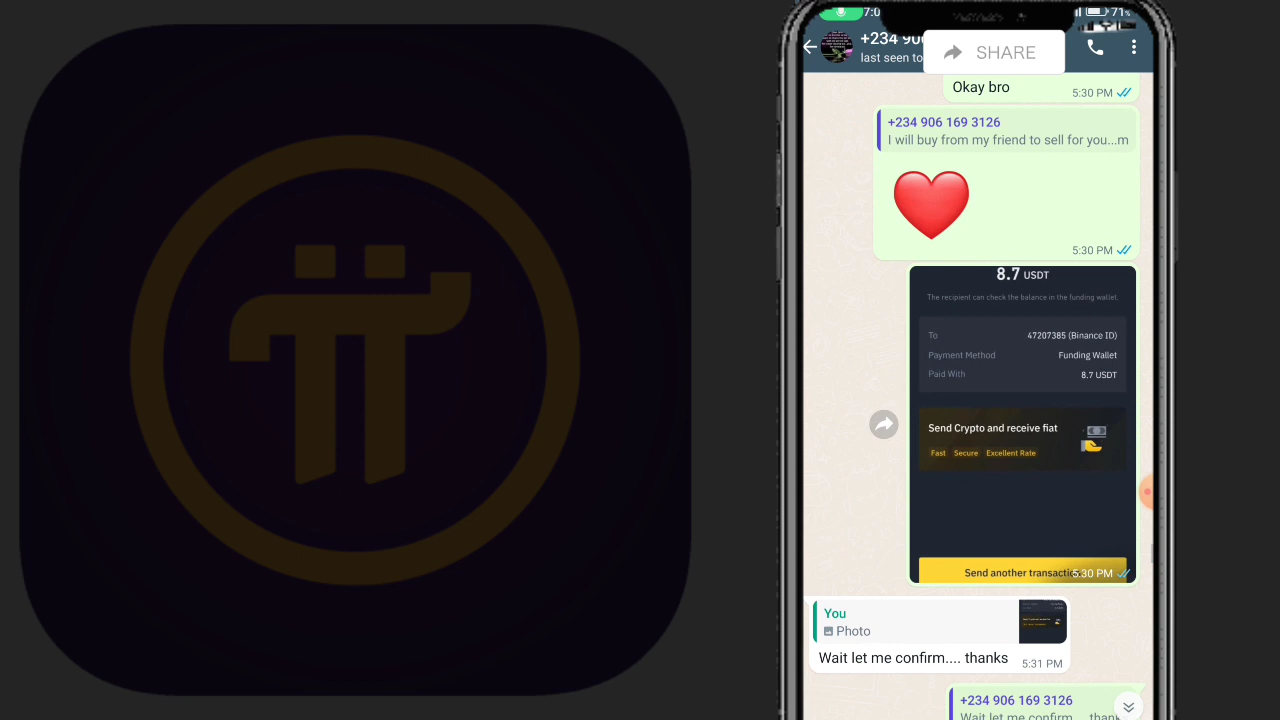 7:0
71%
+234 90
last seen to
SHARE
Okay bro
5:30 PM
+234 906 169 3126
I will buy from my friend to sell for you...m
5:30 PM
8.7 USDT
The recipient can check the balance in the funding wallet.
To 47207385 (Binance ID)
Payment Method Funding Wallet
Paid With 8.7 USDT
Send Crypto and receive fiat
Fast Secure Excellent Rate
Send another transactio
5:30 PM
You
Photo
Wait let me confirm.... thanks
5:31 PM
+234 906 169 3126
Wait let me confirm.... thank